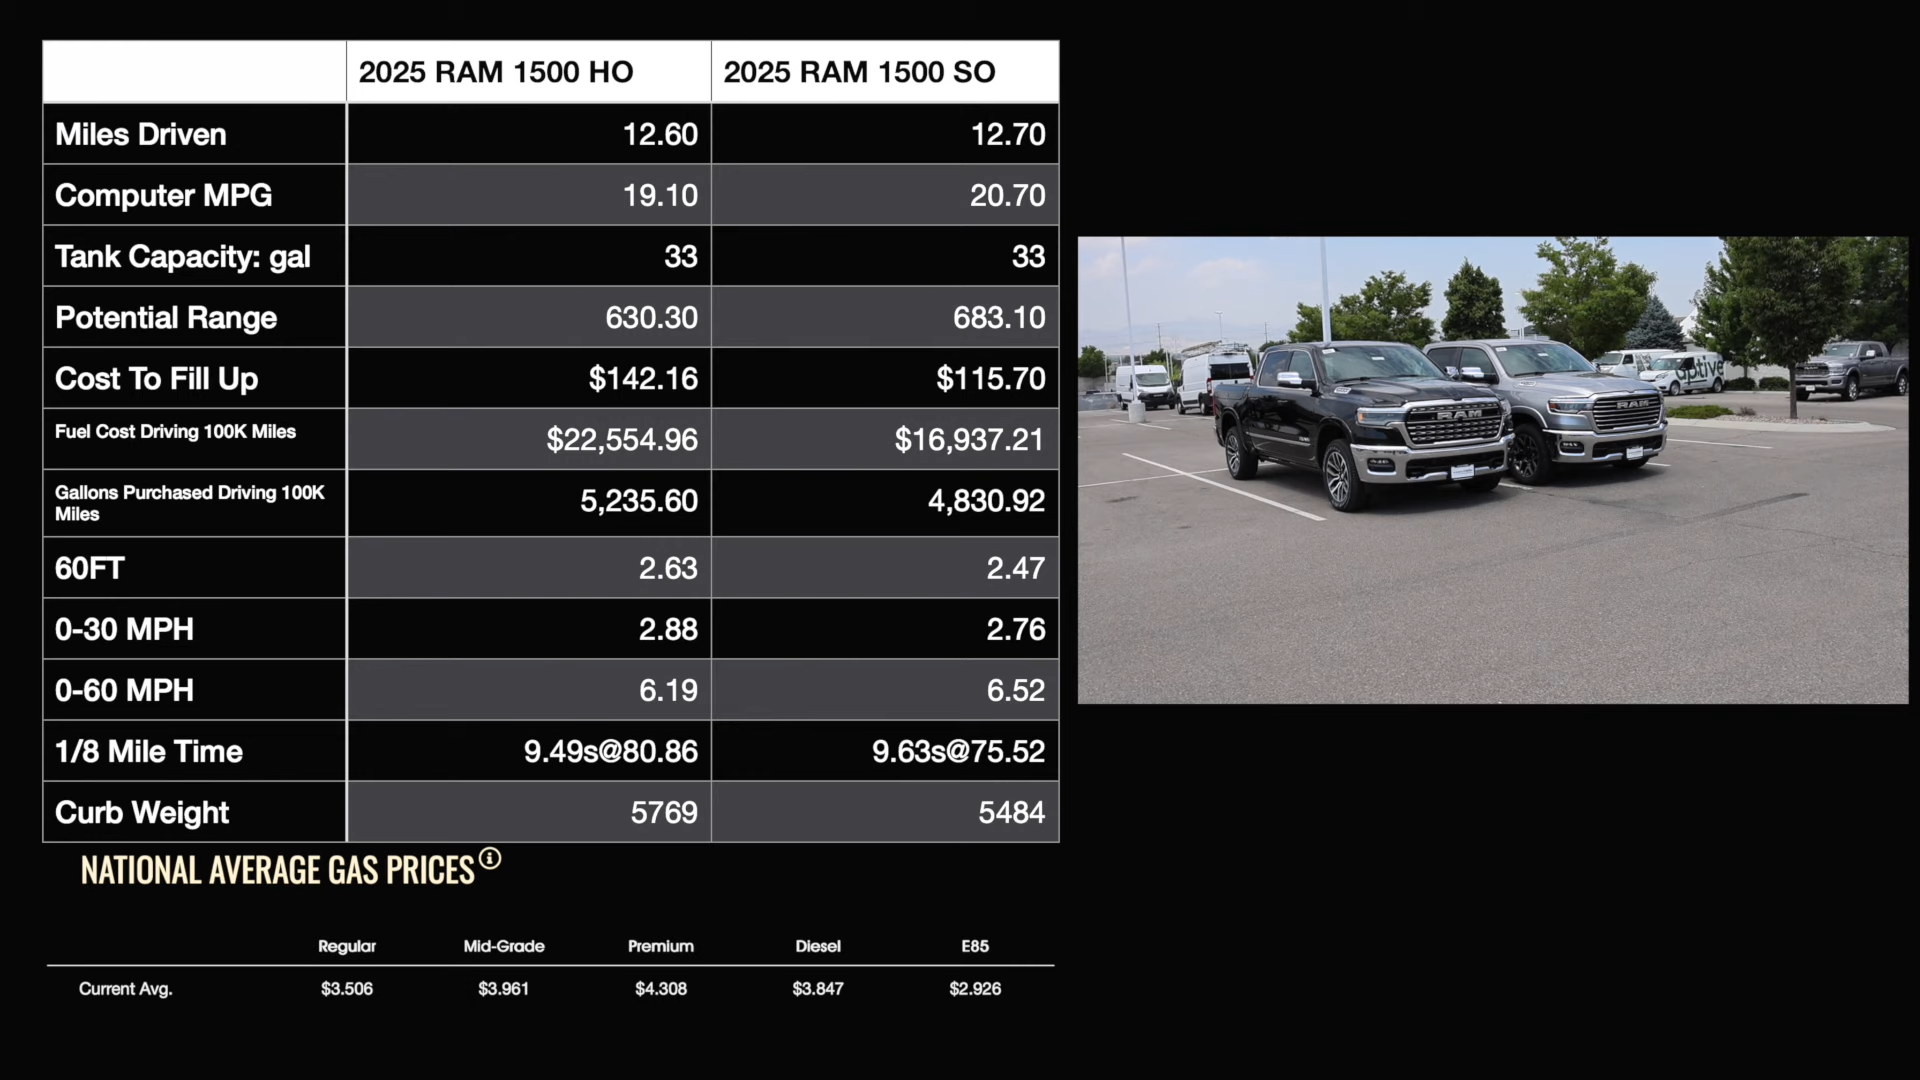 2025 RAM 1500 HO 2025 RAM 1500 SO
Miles Driven 12.60 12.70
Computer MPG 19.10 20.70
Tank Capacity: gal 33 33
Potential Range 630.30 683.10
Cost To Fill Up $142.16 $115.70
Fuel Cost Driving 100K Miles $22,554.96 $16,937.21
Gallons Purchased Driving 100K
Miles 5,235.60 4,830.92
60FT 2.63 2.47
0-30 MPH 2.88 2.76
0-60 MPH 6.19 6.52
1/8 Mile Time 9.49s@80.86 9.63s@75.52
Curb Weight 5769 5484
NATIONAL AVERAGE GAS PRICES
Regular Mid-Grade Premium Diesel E85
Current Avg. $3.506 $3.961 $4.308 $3.847 $2.926
RAM
RAM